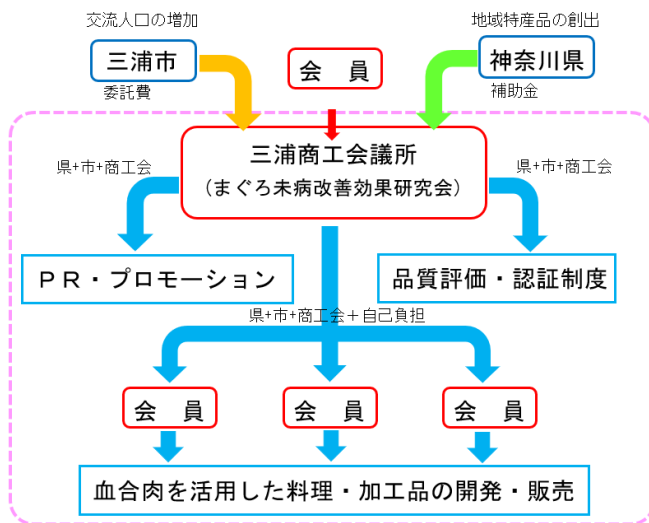 交流人口の増加
地域特産品の創出
三浦市
会　員
神奈川県
委託費
補助金
三浦商工会議所
（まぐろ未病改善効果研究会）
県+市+商工会
県+市+商工会
ＰＲ・プロモーション
品質評価・認証制度
県+市+商工会＋自己負担
会　員
会　員
会　員
血合肉を活用した料理・加工品の開発・販売